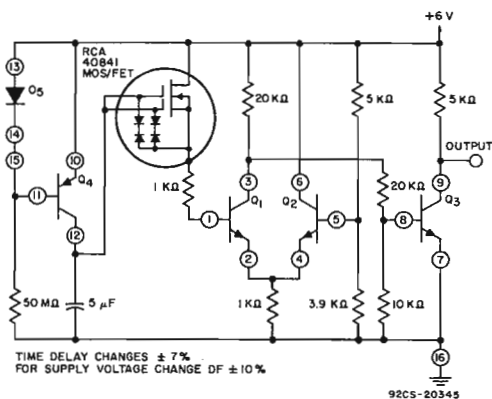 +6 V
RCA
40841
MOS/FET
13
Q5
20 KΩ
5 KΩ
5 KΩ
14
15
10
OUTPUT
1 KΩ
11
Q4
3
Q1
6
Q2
20 KΩ
9
Q3
12
1
5
8
2
4
7
50 MΩ
5 µF
1 KΩ
3.9 KΩ
10 KΩ
16
TIME DELAY CHANGES ± 7%
FOR SUPPLY VOLTAGE CHANGE OF ± 10%
92CS-20345